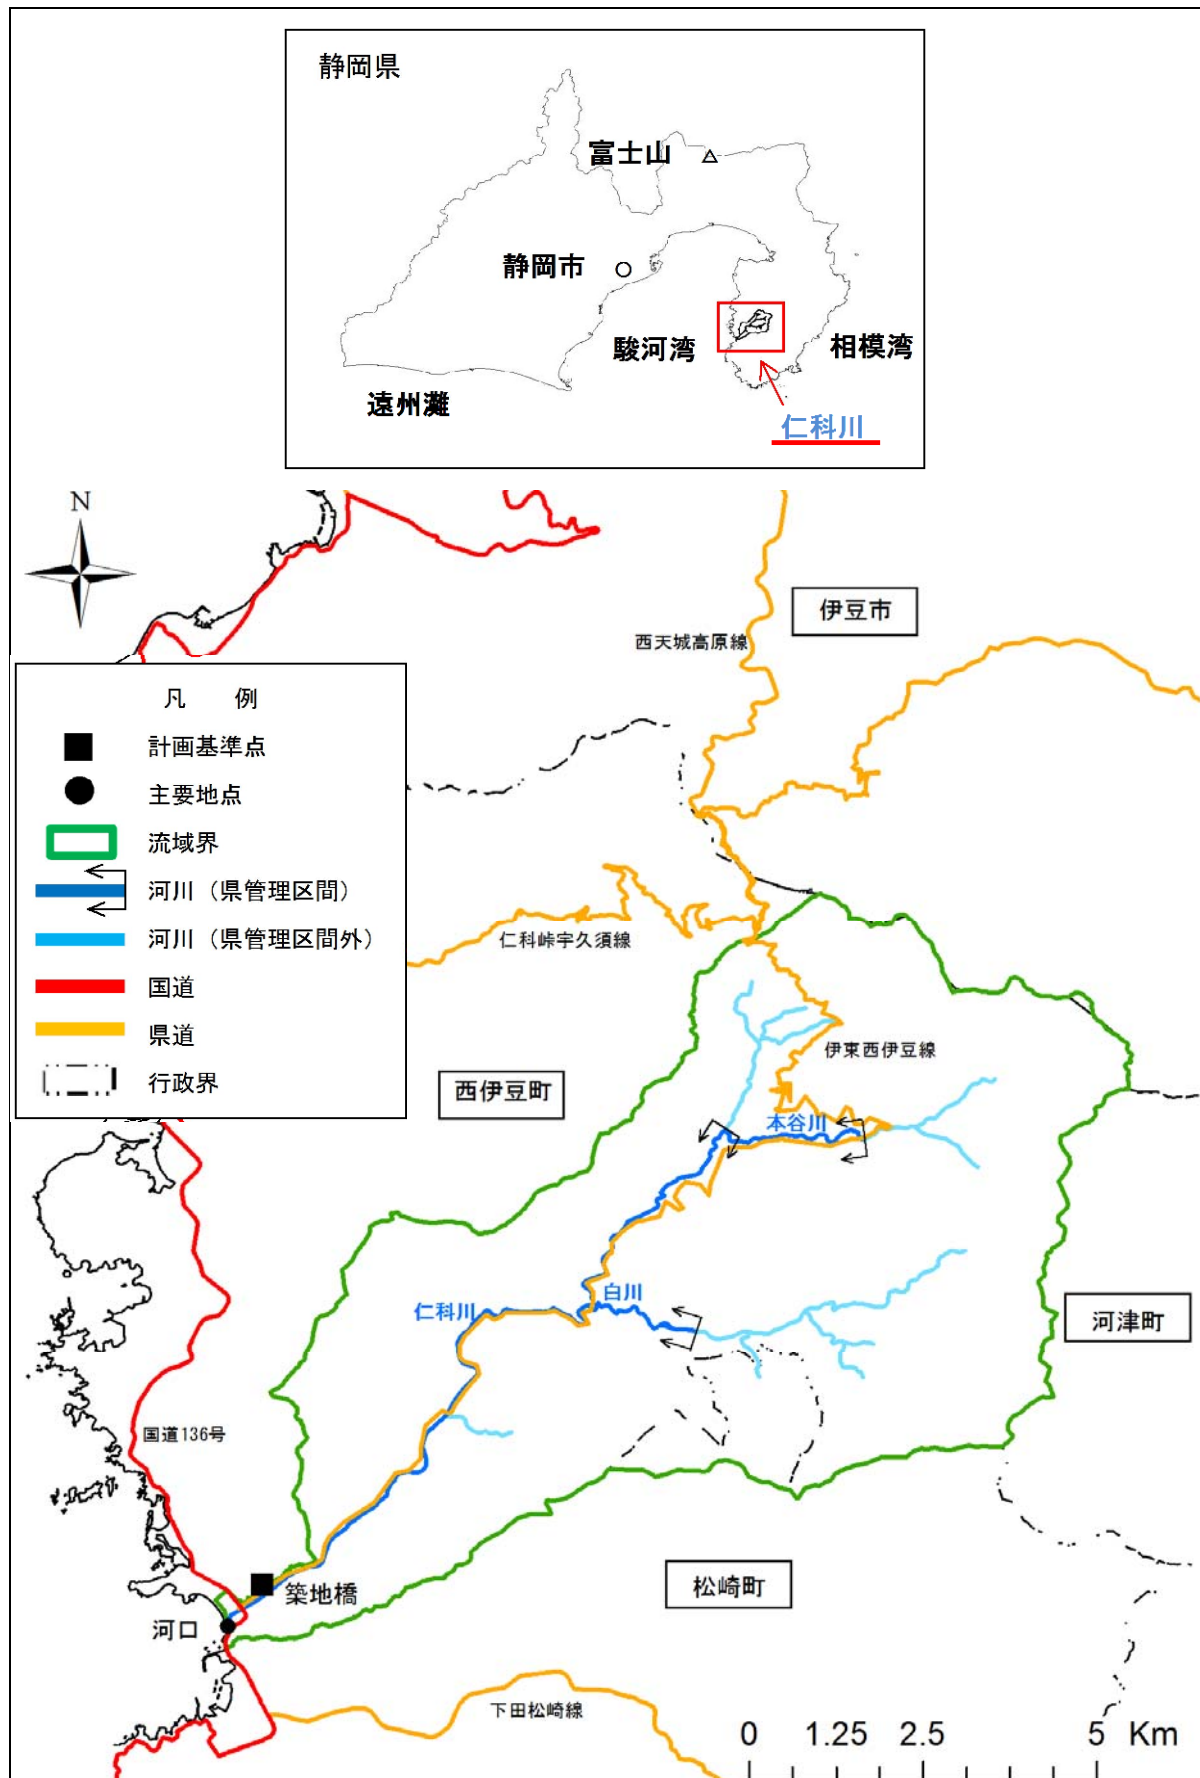 静岡県
富士山
静岡市
駿河湾
相模湾
遠州灘
仁科川
N
伊豆市
西天城高原線
凡 例
計画基準点
主要地点
流域界
河川（県管理区間）
河川（県管理区間外）
国道
県道
行政界
仁科峠宇久須線
伊東西伊豆線
西伊豆町
本谷川
白川
仁科川
河津町
国道136号
築地橋
松崎町
河口
下田松崎線
0 1.25 2.5 5 Km